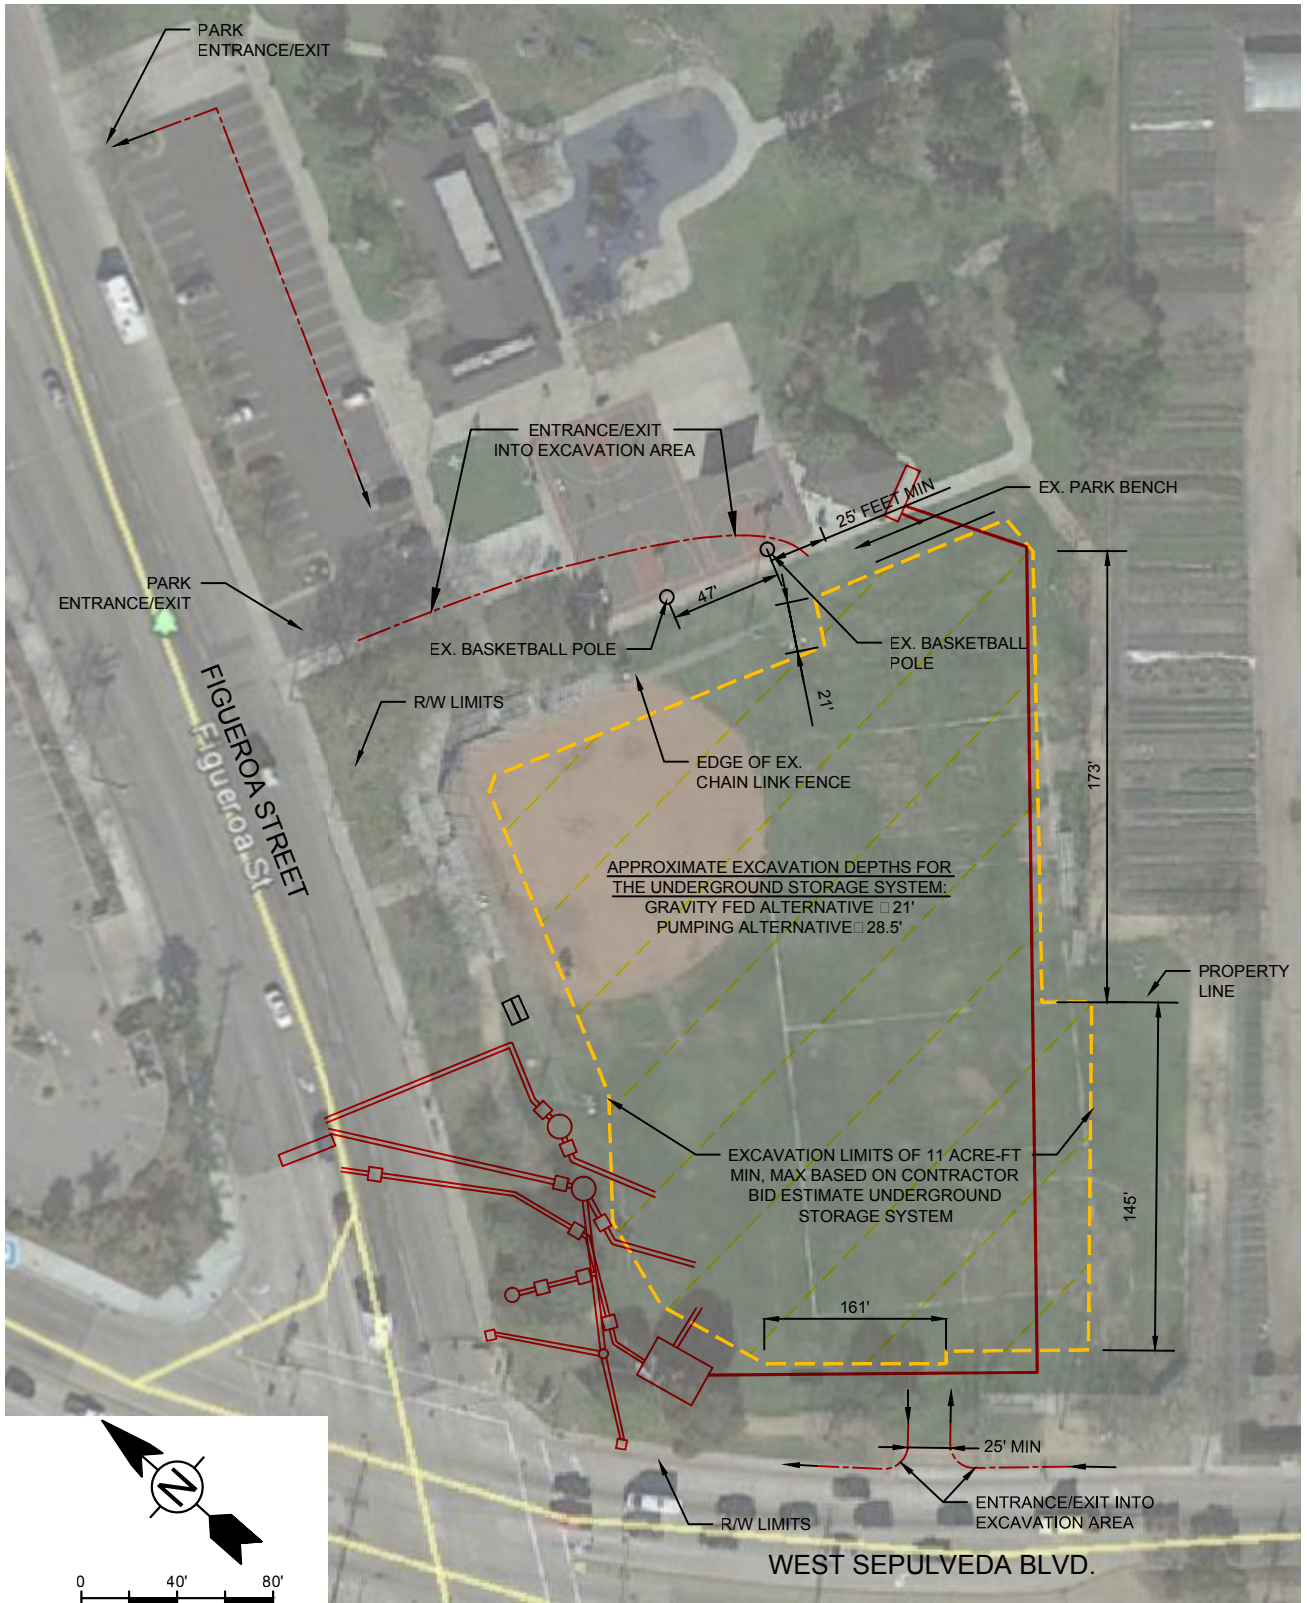 PARK
ENTRANCE/EXIT
ENTRANCE/EXIT
INTO EXCAVATION AREA
25' FEET MIN
EX. PARK BENCH
PARK
ENTRANCE/EXIT
47'
EX. BASKETBALL POLE
EX. BASKETBALL
POLE
21'
R/W LIMITS
FIGUEROA STREET
Figueroa St
EDGE OF EX.
CHAIN LINK FENCE
173'
APPROXIMATE EXCAVATION DEPTHS FOR
THE UNDERGROUND STORAGE SYSTEM:
GRAVITY FED ALTERNATIVE □ 21'
PUMPING ALTERNATIVE□ 28.5'
PROPERTY
LINE
EXCAVATION LIMITS OF 11 ACRE-FT
MIN, MAX BASED ON CONTRACTOR
BID ESTIMATE UNDERGROUND
STORAGE SYSTEM
145'
161'
25' MIN
ENTRANCE/EXIT INTO
EXCAVATION AREA
R/W LIMITS
WEST SEPULVEDA BLVD.
N
0 40' 80'